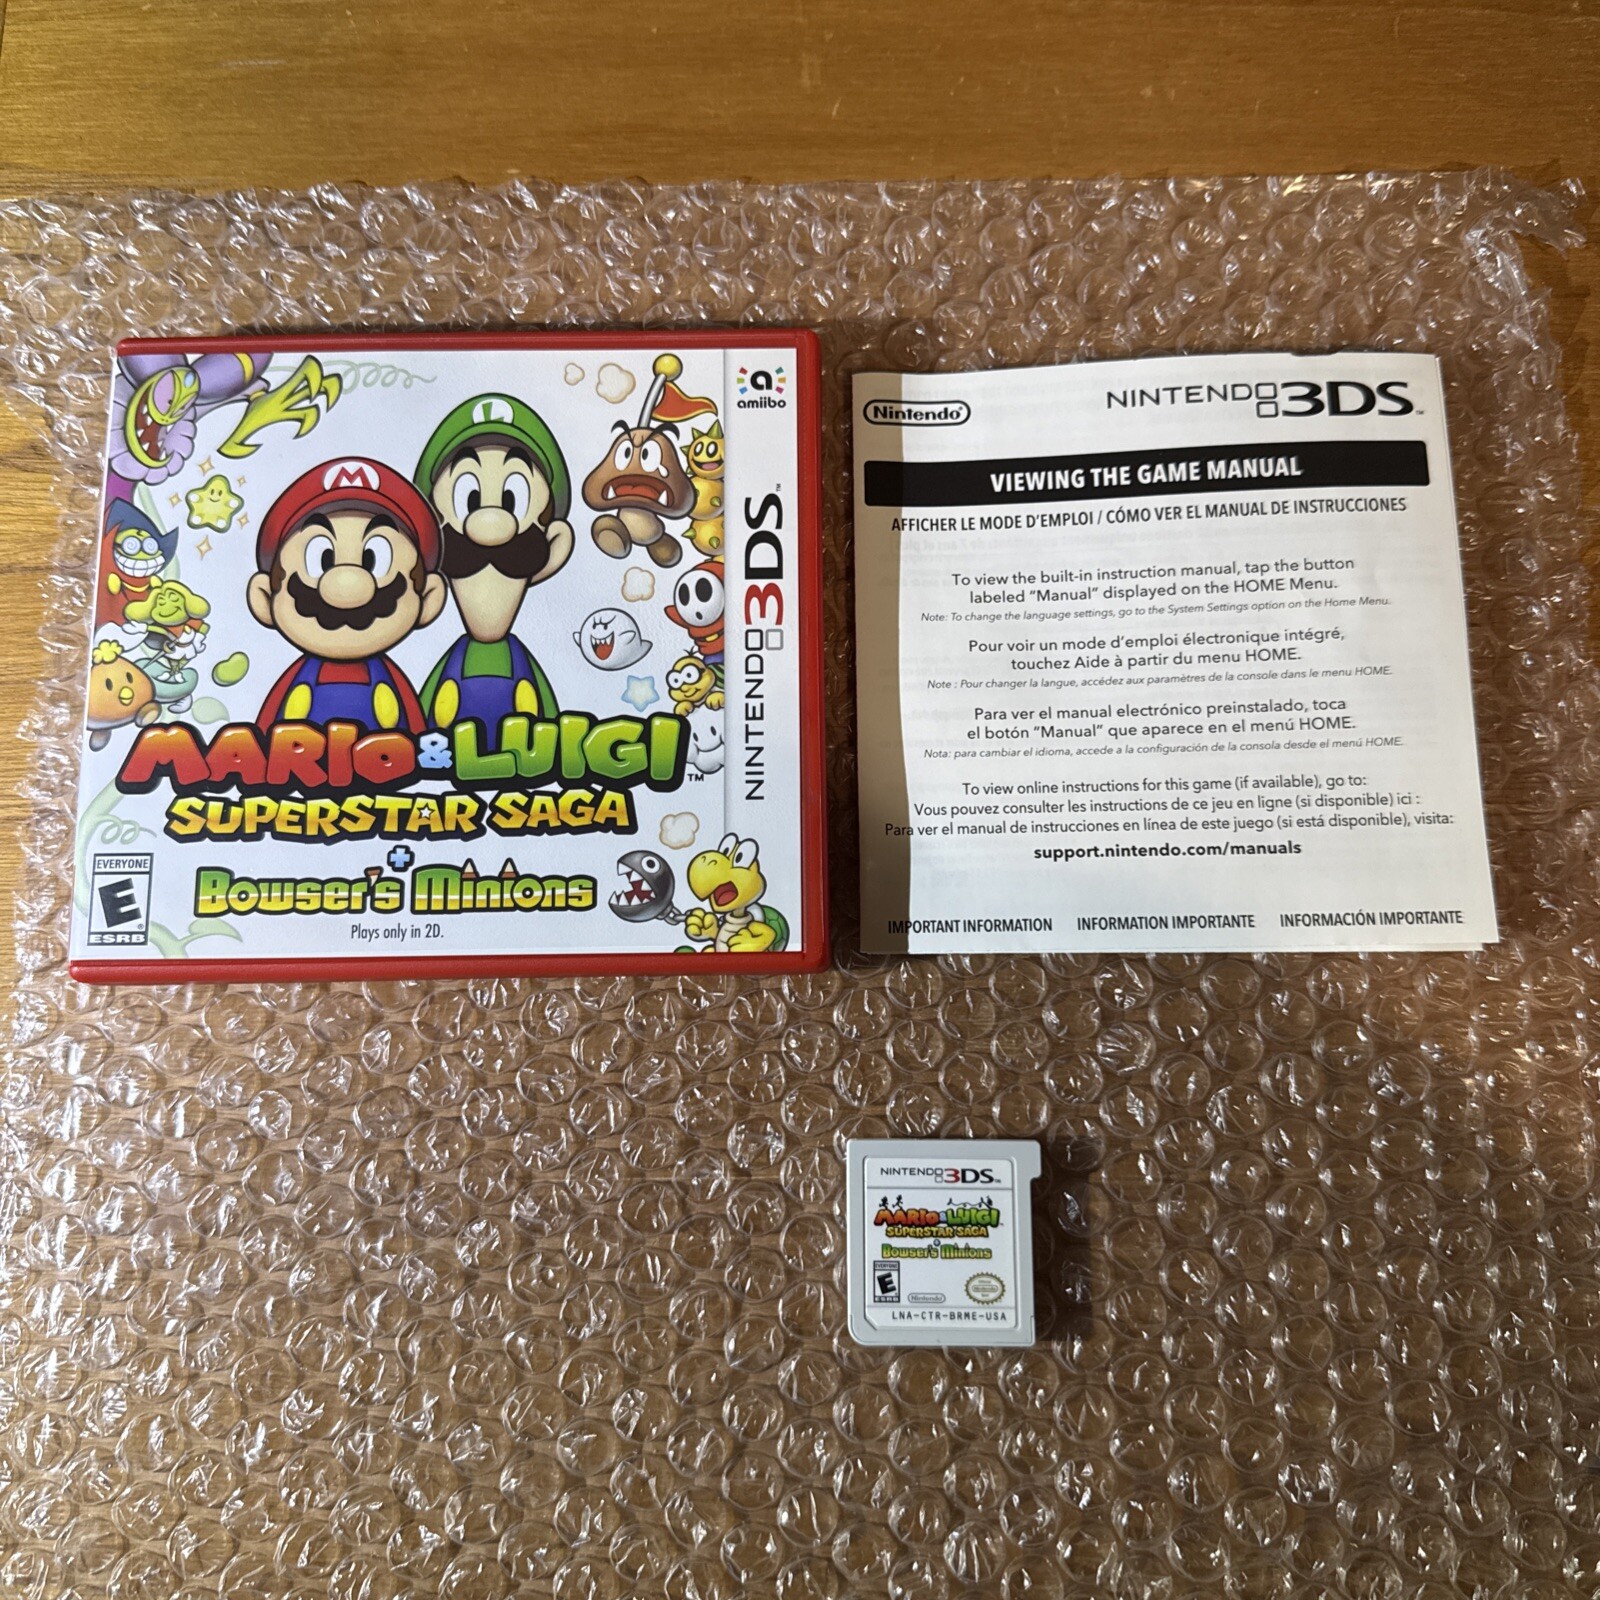 amiibo
L
M
NINTENDO 3DS™
MARIO & LUIGI™
SUPERSTAR SAGA
+
Bowser's Minions
Plays only in 2D.
EVERYONE
E
ESRB
Nintendo
NINTENDO 3DS™
VIEWING THE GAME MANUAL
AFFICHER LE MODE D'EMPLOI / CÓMO VER EL MANUAL DE INSTRUCCIONES
To view the built-in instruction manual, tap the button
labeled "Manual" displayed on the HOME Menu.
Note: To change the language settings, go to the System Settings option on the Home Menu.
Pour voir un mode d'emploi électronique intégré,
touchez Aide à partir du menu HOME.
Note : Pour changer la langue, accédez aux paramètres de la console dans le menu HOME.
Para ver el manual electrónico preinstalado, toca
el botón "Manual" que aparece en el menú HOME.
Nota: para cambiar el idioma, accede a la configuración de la consola desde el menú HOME.
To view online instructions for this game (if available), go to:
Vous pouvez consulter les instructions de ce jeu en ligne (si disponible) ici :
Para ver el manual de instrucciones en línea de este juego (si está disponible), visita:
support.nintendo.com/manuals
IMPORTANT INFORMATION INFORMATION IMPORTANTE INFORMACIÓN IMPORTANTE
NINTENDO 3DS™
MARIO & LUIGI™
SUPERSTAR SAGA
+
Bowser's Minions
EVERYONE
E
ESRB
Nintendo
LNA-CTR-BRME-USA